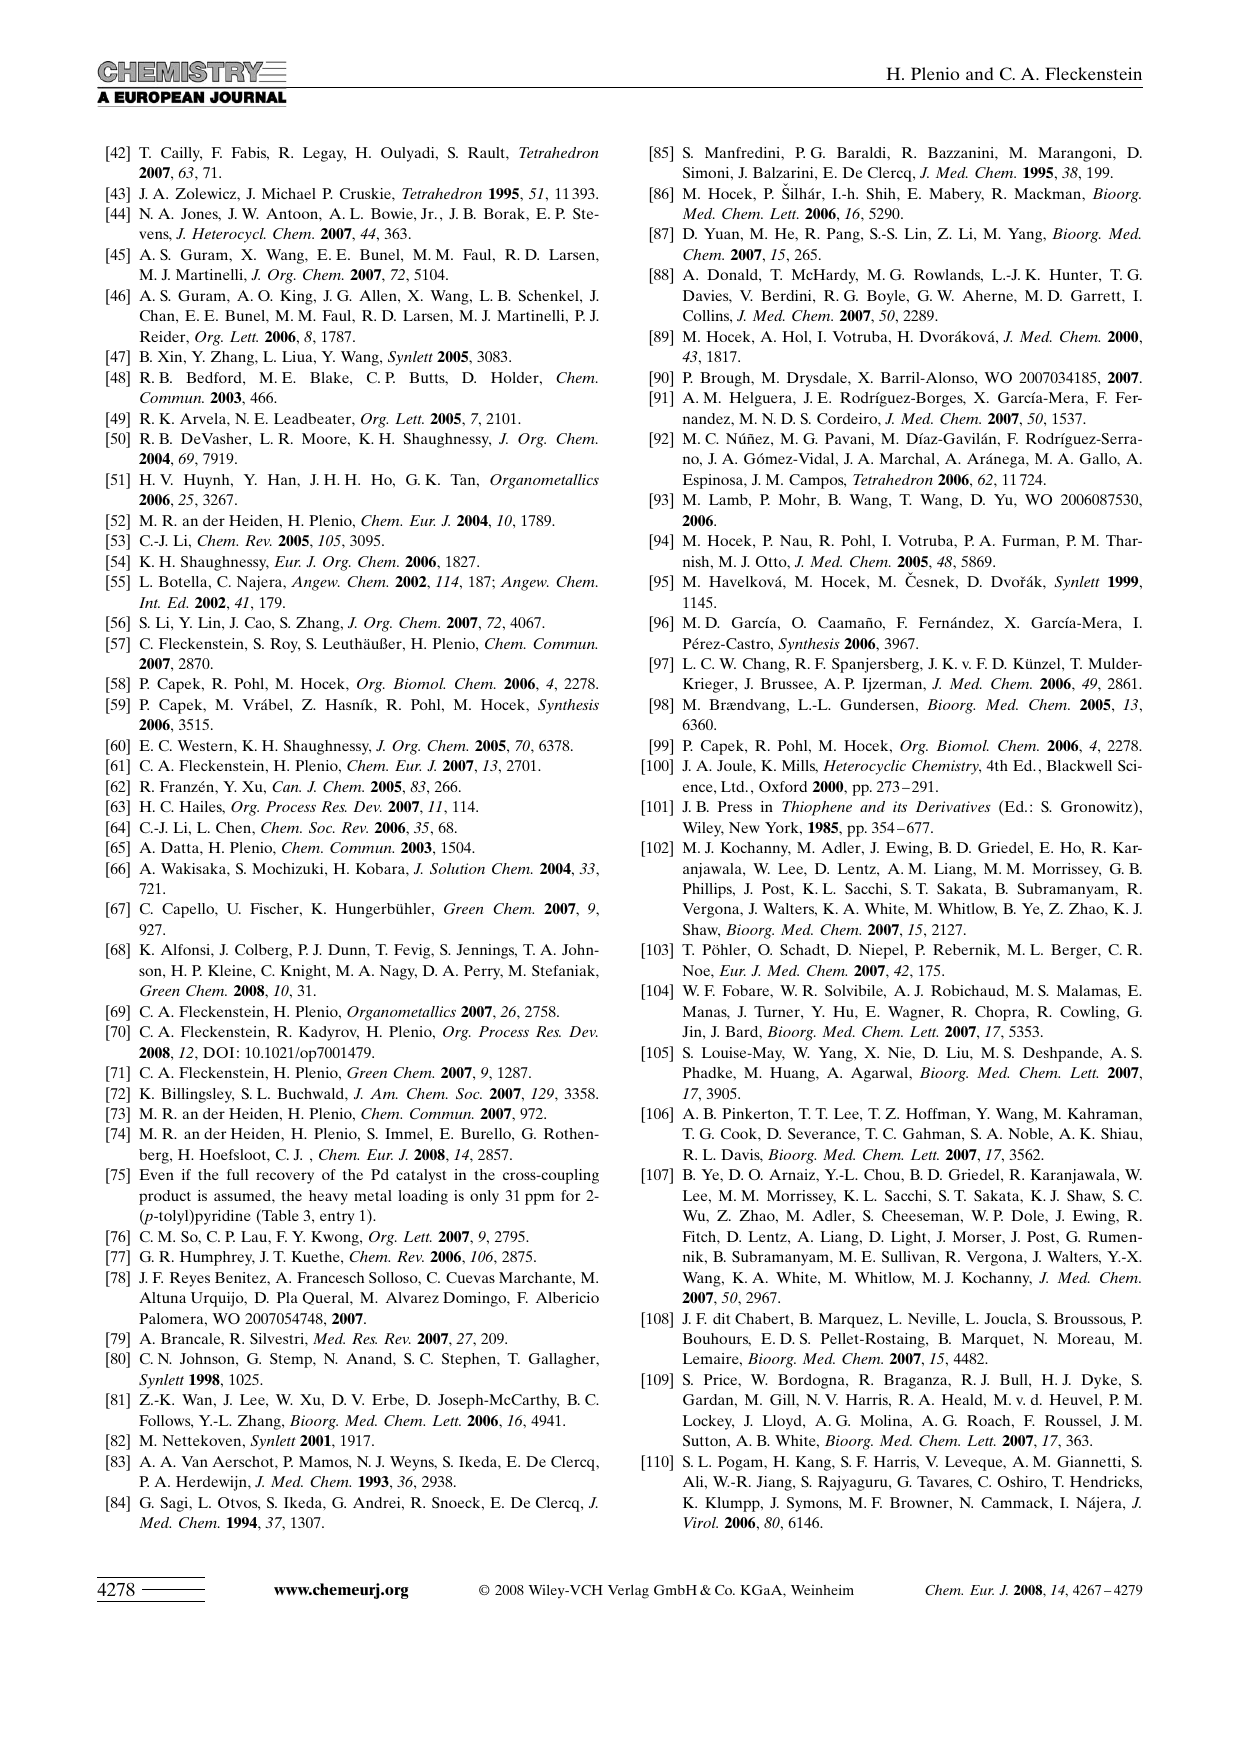 CHEMISTRY
A EUROPEAN JOURNAL
H. Plenio and C. A. Fleckenstein
[42] T. Cailly, F. Fabis, R. Legay, H. Oulyadi, S. Rault, Tetrahedron
2007, 63, 71.
[43] J. A. Zolewicz, J. Michael P. Cruskie, Tetrahedron 1995, 51, 11393.
[44] N. A. Jones, J. W. Antoon, A. L. Bowie, Jr., J. B. Borak, E. P. Ste-
vens, J. Heterocycl. Chem. 2007, 44, 363.
[45] A. S. Guram, X. Wang, E. E. Bunel, M. M. Faul, R. D. Larsen,
M. J. Martinelli, J. Org. Chem. 2007, 72, 5104.
[46] A. S. Guram, A. O. King, J. G. Allen, X. Wang, L. B. Schenkel, J.
Chan, E. E. Bunel, M. M. Faul, R. D. Larsen, M. J. Martinelli, P. J.
Reider, Org. Lett. 2006, 8, 1787.
[47] B. Xin, Y. Zhang, L. Liua, Y. Wang, Synlett 2005, 3083.
[48] R. B. Bedford, M. E. Blake, C. P. Butts, D. Holder, Chem.
Commun. 2003, 466.
[49] R. K. Arvela, N. E. Leadbeater, Org. Lett. 2005, 7, 2101.
[50] R. B. DeVasher, L. R. Moore, K. H. Shaughnessy, J. Org. Chem.
2004, 69, 7919.
[51] H. V. Huynh, Y. Han, J. H. H. Ho, G. K. Tan, Organometallics
2006, 25, 3267.
[52] M. R. an der Heiden, H. Plenio, Chem. Eur. J. 2004, 10, 1789.
[53] C.-J. Li, Chem. Rev. 2005, 105, 3095.
[54] K. H. Shaughnessy, Eur. J. Org. Chem. 2006, 1827.
[55] L. Botella, C. Najera, Angew. Chem. 2002, 114, 187; Angew. Chem.
Int. Ed. 2002, 41, 179.
[56] S. Li, Y. Lin, J. Cao, S. Zhang, J. Org. Chem. 2007, 72, 4067.
[57] C. Fleckenstein, S. Roy, S. Leuthäußer, H. Plenio, Chem. Commun.
2007, 2870.
[58] P. Capek, R. Pohl, M. Hocek, Org. Biomol. Chem. 2006, 4, 2278.
[59] P. Capek, M. Vrábel, Z. Hasník, R. Pohl, M. Hocek, Synthesis
2006, 3515.
[60] E. C. Western, K. H. Shaughnessy, J. Org. Chem. 2005, 70, 6378.
[61] C. A. Fleckenstein, H. Plenio, Chem. Eur. J. 2007, 13, 2701.
[62] R. Franzén, Y. Xu, Can. J. Chem. 2005, 83, 266.
[63] H. C. Hailes, Org. Process Res. Dev. 2007, 11, 114.
[64] C.-J. Li, L. Chen, Chem. Soc. Rev. 2006, 35, 68.
[65] A. Datta, H. Plenio, Chem. Commun. 2003, 1504.
[66] A. Wakisaka, S. Mochizuki, H. Kobara, J. Solution Chem. 2004, 33,
721.
[67] C. Capello, U. Fischer, K. Hungerbühler, Green Chem. 2007, 9,
927.
[68] K. Alfonsi, J. Colberg, P. J. Dunn, T. Fevig, S. Jennings, T. A. John-
son, H. P. Kleine, C. Knight, M. A. Nagy, D. A. Perry, M. Stefaniak,
Green Chem. 2008, 10, 31.
[69] C. A. Fleckenstein, H. Plenio, Organometallics 2007, 26, 2758.
[70] C. A. Fleckenstein, R. Kadyrov, H. Plenio, Org. Process Res. Dev.
2008, 12, DOI: 10.1021/op7001479.
[71] C. A. Fleckenstein, H. Plenio, Green Chem. 2007, 9, 1287.
[72] K. Billingsley, S. L. Buchwald, J. Am. Chem. Soc. 2007, 129, 3358.
[73] M. R. an der Heiden, H. Plenio, Chem. Commun. 2007, 972.
[74] M. R. an der Heiden, H. Plenio, S. Immel, E. Burello, G. Rothen-
berg, H. Hoefsloot, C. J. , Chem. Eur. J. 2008, 14, 2857.
[75] Even if the full recovery of the Pd catalyst in the cross-coupling
product is assumed, the heavy metal loading is only 31 ppm for 2-
(p-tolyl)pyridine (Table 3, entry 1).
[76] C. M. So, C. P. Lau, F. Y. Kwong, Org. Lett. 2007, 9, 2795.
[77] G. R. Humphrey, J. T. Kuethe, Chem. Rev. 2006, 106, 2875.
[78] J. F. Reyes Benitez, A. Francesch Solloso, C. Cuevas Marchante, M.
Altuna Urquijo, D. Pla Queral, M. Alvarez Domingo, F. Albericio
Palomera, WO 2007054748, 2007.
[79] A. Brancale, R. Silvestri, Med. Res. Rev. 2007, 27, 209.
[80] C. N. Johnson, G. Stemp, N. Anand, S. C. Stephen, T. Gallagher,
Synlett 1998, 1025.
[81] Z.-K. Wan, J. Lee, W. Xu, D. V. Erbe, D. Joseph-McCarthy, B. C.
Follows, Y.-L. Zhang, Bioorg. Med. Chem. Lett. 2006, 16, 4941.
[82] M. Nettekoven, Synlett 2001, 1917.
[83] A. A. Van Aerschot, P. Mamos, N. J. Weyns, S. Ikeda, E. De Clercq,
P. A. Herdewijn, J. Med. Chem. 1993, 36, 2938.
[84] G. Sagi, L. Otvos, S. Ikeda, G. Andrei, R. Snoeck, E. De Clercq, J.
Med. Chem. 1994, 37, 1307.
[85] S. Manfredini, P. G. Baraldi, R. Bazzanini, M. Marangoni, D.
Simoni, J. Balzarini, E. De Clercq, J. Med. Chem. 1995, 38, 199.
[86] M. Hocek, P. Šilhár, I.-h. Shih, E. Mabery, R. Mackman, Bioorg.
Med. Chem. Lett. 2006, 16, 5290.
[87] D. Yuan, M. He, R. Pang, S.-S. Lin, Z. Li, M. Yang, Bioorg. Med.
Chem. 2007, 15, 265.
[88] A. Donald, T. McHardy, M. G. Rowlands, L.-J. K. Hunter, T. G.
Davies, V. Berdini, R. G. Boyle, G. W. Aherne, M. D. Garrett, I.
Collins, J. Med. Chem. 2007, 50, 2289.
[89] M. Hocek, A. Hol, I. Votruba, H. Dvoráková, J. Med. Chem. 2000,
43, 1817.
[90] P. Brough, M. Drysdale, X. Barril-Alonso, WO 2007034185, 2007.
[91] A. M. Helguera, J. E. Rodríguez-Borges, X. García-Mera, F. Fer-
nandez, M. N. D. S. Cordeiro, J. Med. Chem. 2007, 50, 1537.
[92] M. C. Núñez, M. G. Pavani, M. Díaz-Gavilán, F. Rodríguez-Serra-
no, J. A. Gómez-Vidal, J. A. Marchal, A. Aránega, M. A. Gallo, A.
Espinosa, J. M. Campos, Tetrahedron 2006, 62, 11724.
[93] M. Lamb, P. Mohr, B. Wang, T. Wang, D. Yu, WO 2006087530,
2006.
[94] M. Hocek, P. Nau, R. Pohl, I. Votruba, P. A. Furman, P. M. Thar-
nish, M. J. Otto, J. Med. Chem. 2005, 48, 5869.
[95] M. Havelková, M. Hocek, M. Česnek, D. Dvořák, Synlett 1999,
1145.
[96] M. D. García, O. Caamaño, F. Fernández, X. García-Mera, I.
Pérez-Castro, Synthesis 2006, 3967.
[97] L. C. W. Chang, R. F. Spanjersberg, J. K. v. F. D. Künzel, T. Mulder-
Krieger, J. Brussee, A. P. Ijzerman, J. Med. Chem. 2006, 49, 2861.
[98] M. Brændvang, L.-L. Gundersen, Bioorg. Med. Chem. 2005, 13,
6360.
[99] P. Capek, R. Pohl, M. Hocek, Org. Biomol. Chem. 2006, 4, 2278.
[100] J. A. Joule, K. Mills, Heterocyclic Chemistry, 4th Ed., Blackwell Sci-
ence, Ltd., Oxford 2000, pp. 273–291.
[101] J. B. Press in Thiophene and its Derivatives (Ed.: S. Gronowitz),
Wiley, New York, 1985, pp. 354–677.
[102] M. J. Kochanny, M. Adler, J. Ewing, B. D. Griedel, E. Ho, R. Kar-
anjawala, W. Lee, D. Lentz, A. M. Liang, M. M. Morrissey, G. B.
Phillips, J. Post, K. L. Sacchi, S. T. Sakata, B. Subramanyam, R.
Vergona, J. Walters, K. A. White, M. Whitlow, B. Ye, Z. Zhao, K. J.
Shaw, Bioorg. Med. Chem. 2007, 15, 2127.
[103] T. Pöhler, O. Schadt, D. Niepel, P. Rebernik, M. L. Berger, C. R.
Noe, Eur. J. Med. Chem. 2007, 42, 175.
[104] W. F. Fobare, W. R. Solvibile, A. J. Robichaud, M. S. Malamas, E.
Manas, J. Turner, Y. Hu, E. Wagner, R. Chopra, R. Cowling, G.
Jin, J. Bard, Bioorg. Med. Chem. Lett. 2007, 17, 5353.
[105] S. Louise-May, W. Yang, X. Nie, D. Liu, M. S. Deshpande, A. S.
Phadke, M. Huang, A. Agarwal, Bioorg. Med. Chem. Lett. 2007,
17, 3905.
[106] A. B. Pinkerton, T. T. Lee, T. Z. Hoffman, Y. Wang, M. Kahraman,
T. G. Cook, D. Severance, T. C. Gahman, S. A. Noble, A. K. Shiau,
R. L. Davis, Bioorg. Med. Chem. Lett. 2007, 17, 3562.
[107] B. Ye, D. O. Arnaiz, Y.-L. Chou, B. D. Griedel, R. Karanjawala, W.
Lee, M. M. Morrissey, K. L. Sacchi, S. T. Sakata, K. J. Shaw, S. C.
Wu, Z. Zhao, M. Adler, S. Cheeseman, W. P. Dole, J. Ewing, R.
Fitch, D. Lentz, A. Liang, D. Light, J. Morser, J. Post, G. Rumen-
nik, B. Subramanyam, M. E. Sullivan, R. Vergona, J. Walters, Y.-X.
Wang, K. A. White, M. Whitlow, M. J. Kochanny, J. Med. Chem.
2007, 50, 2967.
[108] J. F. dit Chabert, B. Marquez, L. Neville, L. Joucla, S. Broussous, P.
Bouhours, E. D. S. Pellet-Rostaing, B. Marquet, N. Moreau, M.
Lemaire, Bioorg. Med. Chem. 2007, 15, 4482.
[109] S. Price, W. Bordogna, R. Braganza, R. J. Bull, H. J. Dyke, S.
Gardan, M. Gill, N. V. Harris, R. A. Heald, M. v. d. Heuvel, P. M.
Lockey, J. Lloyd, A. G. Molina, A. G. Roach, F. Roussel, J. M.
Sutton, A. B. White, Bioorg. Med. Chem. Lett. 2007, 17, 363.
[110] S. L. Pogam, H. Kang, S. F. Harris, V. Leveque, A. M. Giannetti, S.
Ali, W.-R. Jiang, S. Rajyaguru, G. Tavares, C. Oshiro, T. Hendricks,
K. Klumpp, J. Symons, M. F. Browner, N. Cammack, I. Nájera, J.
Virol. 2006, 80, 6146.
4278
www.chemeurj.org
© 2008 Wiley-VCH Verlag GmbH & Co. KGaA, Weinheim
Chem. Eur. J. 2008, 14, 4267–4279